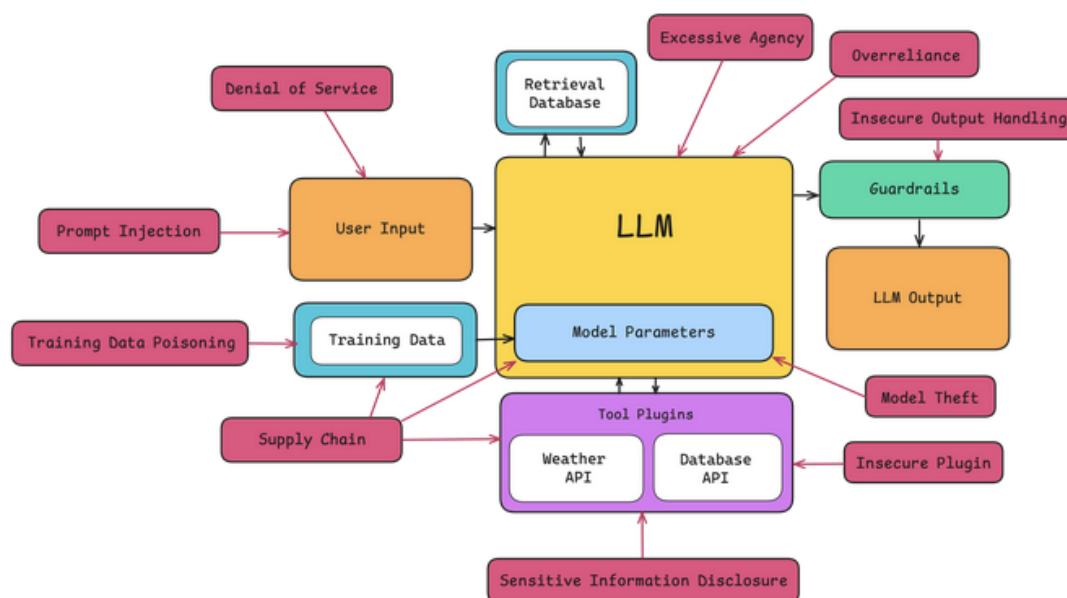 Excessive Agency
Overreliance
Denial of Service
Retrieval
Database
Insecure Output Handling
Guardrails
Prompt Injection
User Input
LLM
LLM Output
Training Data Poisoning
Training Data
Model Parameters
Model Theft
Supply Chain
Tool Plugins
Weather
API
Database
API
Insecure Plugin
Sensitive Information Disclosure